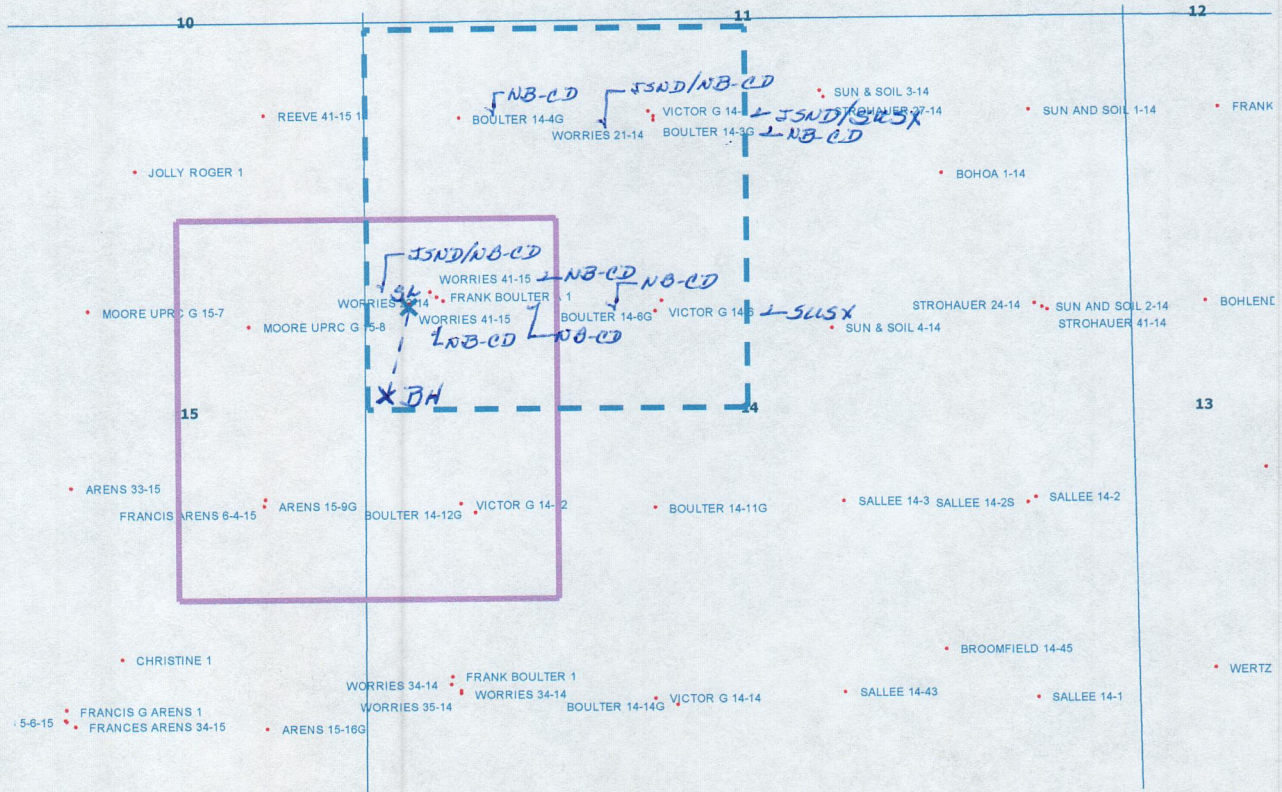 10
11
12
NB-CD
JSND/NB-CD
SUN & SOIL 3-14
REEVE 41-15 1
BOULTER 14-4G
VICTOR G 14-
JSND/SUSX
SUN AND SOIL 1-14
FRANK
WORRIES 21-14
BOULTER 14-3G
NB-CD
JOLLY ROGER 1
BOHOA 1-14
JSND/NB-CD
WORRIES 41-15
NB-CD
NB-CD
SL
FRANK BOULTER
1
MOORE UPRC G 15-7
MOORE UPRC G 15-8
WORRIES 41-15
BOULTER 14-6G
VICTOR G 14-6
SUSX
SUN & SOIL 4-14
STROHAUER 24-14
SUN AND SOIL 2-14
STROHAUER 41-14
BOHLEND
NB-CD
NB-CD
BH
15
14
13
ARENS 33-15
ARENS 15-9G
FRANCIS ARENS 6-4-15
VICTOR G 14-12
BOULTER 14-12G
BOULTER 14-11G
SALLEE 14-3
SALLEE 14-2S
SALLEE 14-2
CHRISTINE 1
FRANK BOULTER 1
WORRIES 34-14
WORRIES 34-14
WORRIES 35-14
BOULTER 14-14G
VICTOR G 14-14
BROOMFIELD 14-45
SALLEE 14-43
SALLEE 14-1
WERTZ
5-6-15
FRANCIS G ARENS 1
FRANCES ARENS 34-15
ARENS 15-16G